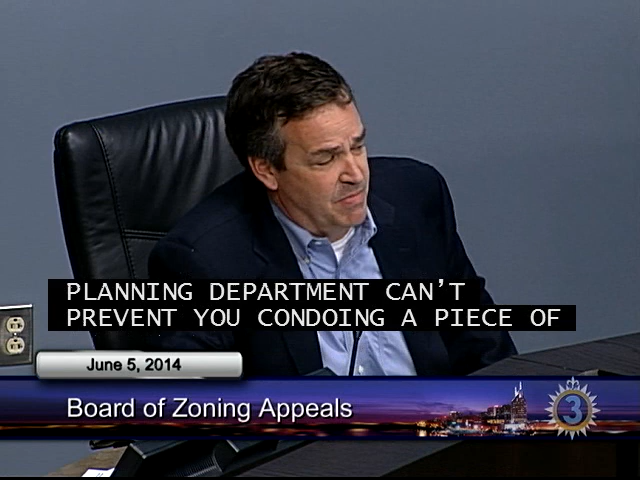 PLANNING DEPARTMENT CAN'T
PREVENT YOU CONDOING A PIECE OF
June 5, 2014
Board of Zoning Appeals
3